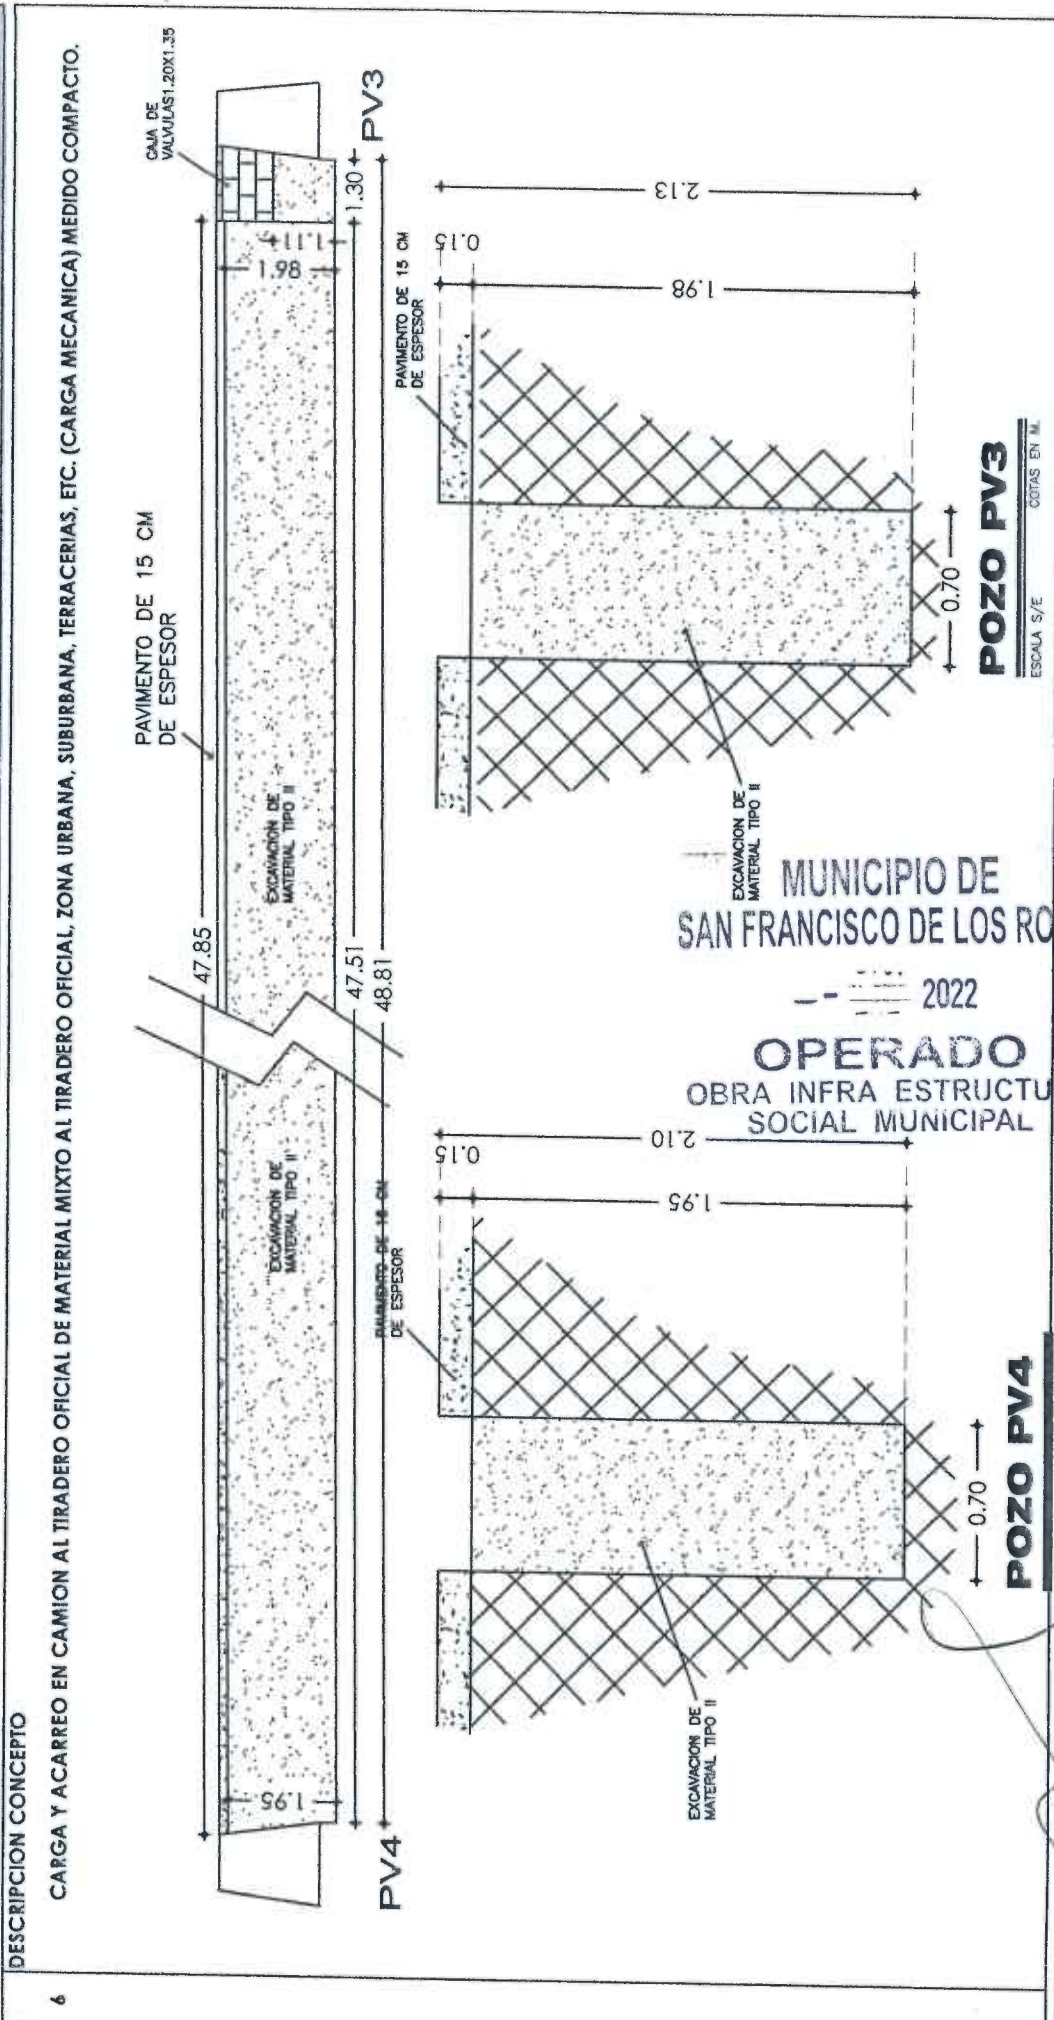 DESCRIPCION CONCEPTO
6
CARGA Y ACARREO EN CAMION AL TIRADERO OFICIAL DE MATERIAL MIXTO AL TIRADERO OFICIAL, ZONA URBANA, SUBURBANA, TERRACERIAS, ETC. (CARGA MECANICA) MEDIDO COMPACTO.
PAVIMENTO DE 15 CM
DE ESPESOR
CAJA DE
VALVULAS1.20X1.35
47.85
1.95
EXCAVACION DE
MATERIAL TIPO II
EXCAVACION DE
MATERIAL TIPO II
1.98
1.11
47.51
1.30
48.81
PV4
PV3
PAVIMENTO DE 15 CM
DE ESPESOR
0.15
2.10
1.95
EXCAVACION DE
MATERIAL TIPO II
0.70
POZO PV4
PAVIMENTO DE 15 CM
DE ESPESOR
0.15
2.13
1.98
EXCAVACION DE
MATERIAL TIPO II
0.70
POZO PV3
ESCALA S/E
COTAS EN M.
MUNICIPIO DE
SAN FRANCISCO DE LOS RO
2022
OPERADO
OBRA INFRA ESTRUCTU
SOCIAL MUNICIPAL